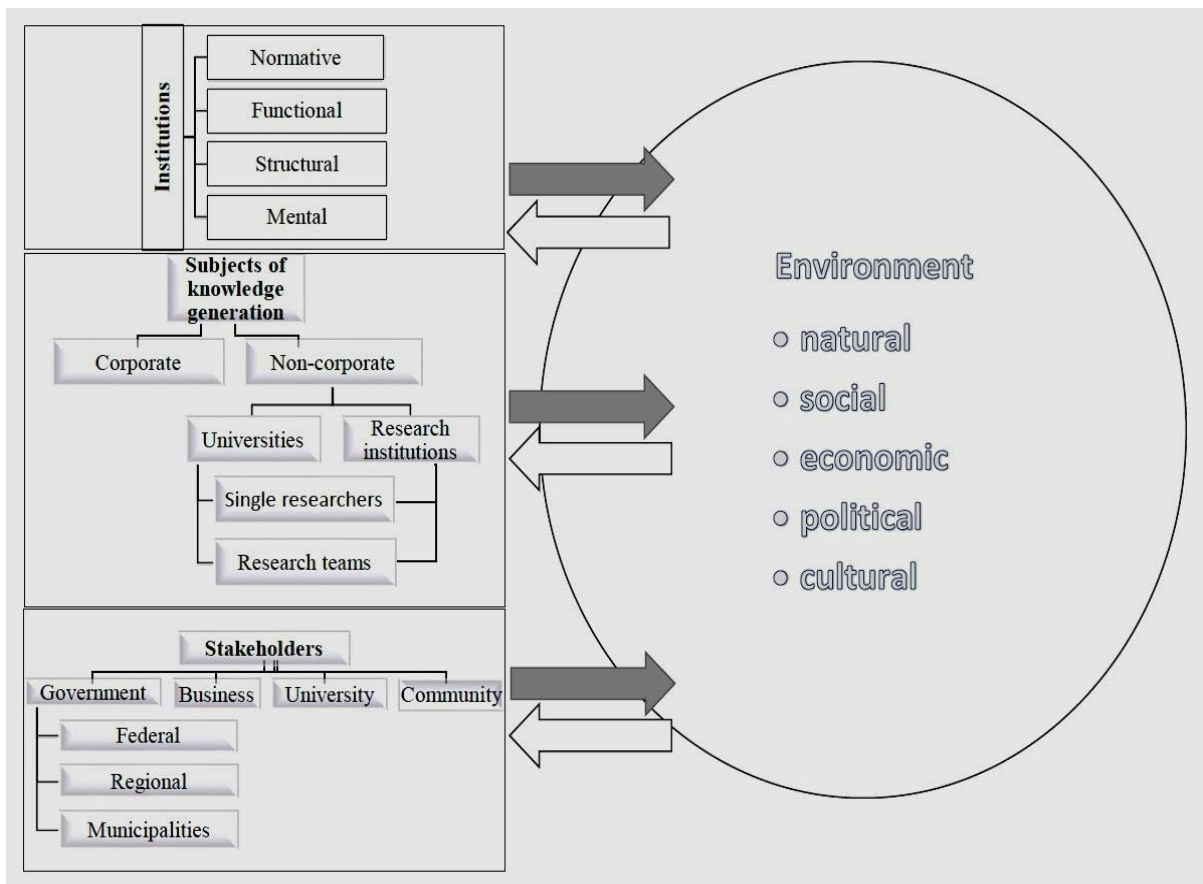 Institutions
Normative
Functional
Structural
Mental
Subjects of
knowledge
generation
Corporate
Non-corporate
Universities
Research
institutions
Single researchers
Research teams
Stakeholders
Government
Business
University
Community
Federal
Regional
Municipalities
Environment
natural
social
economic
political
cultural